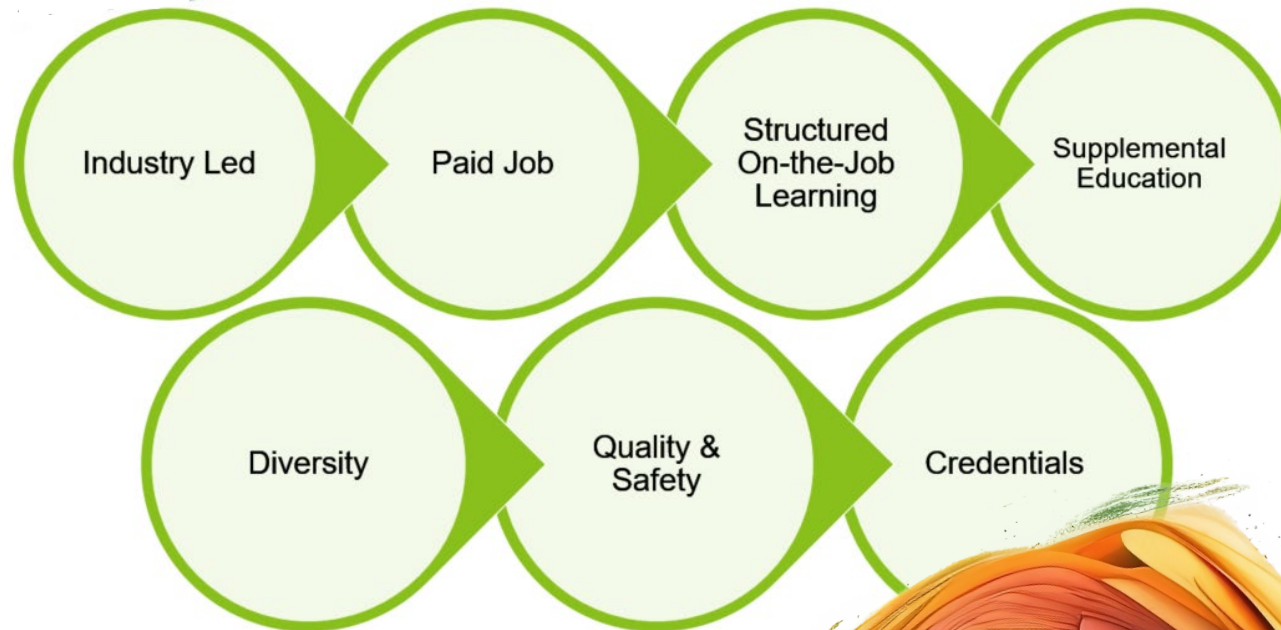 Industry Led
Paid Job
Structured
On-the-Job
Learning
Supplemental
Education
Diversity
Quality &
Safety
Credentials